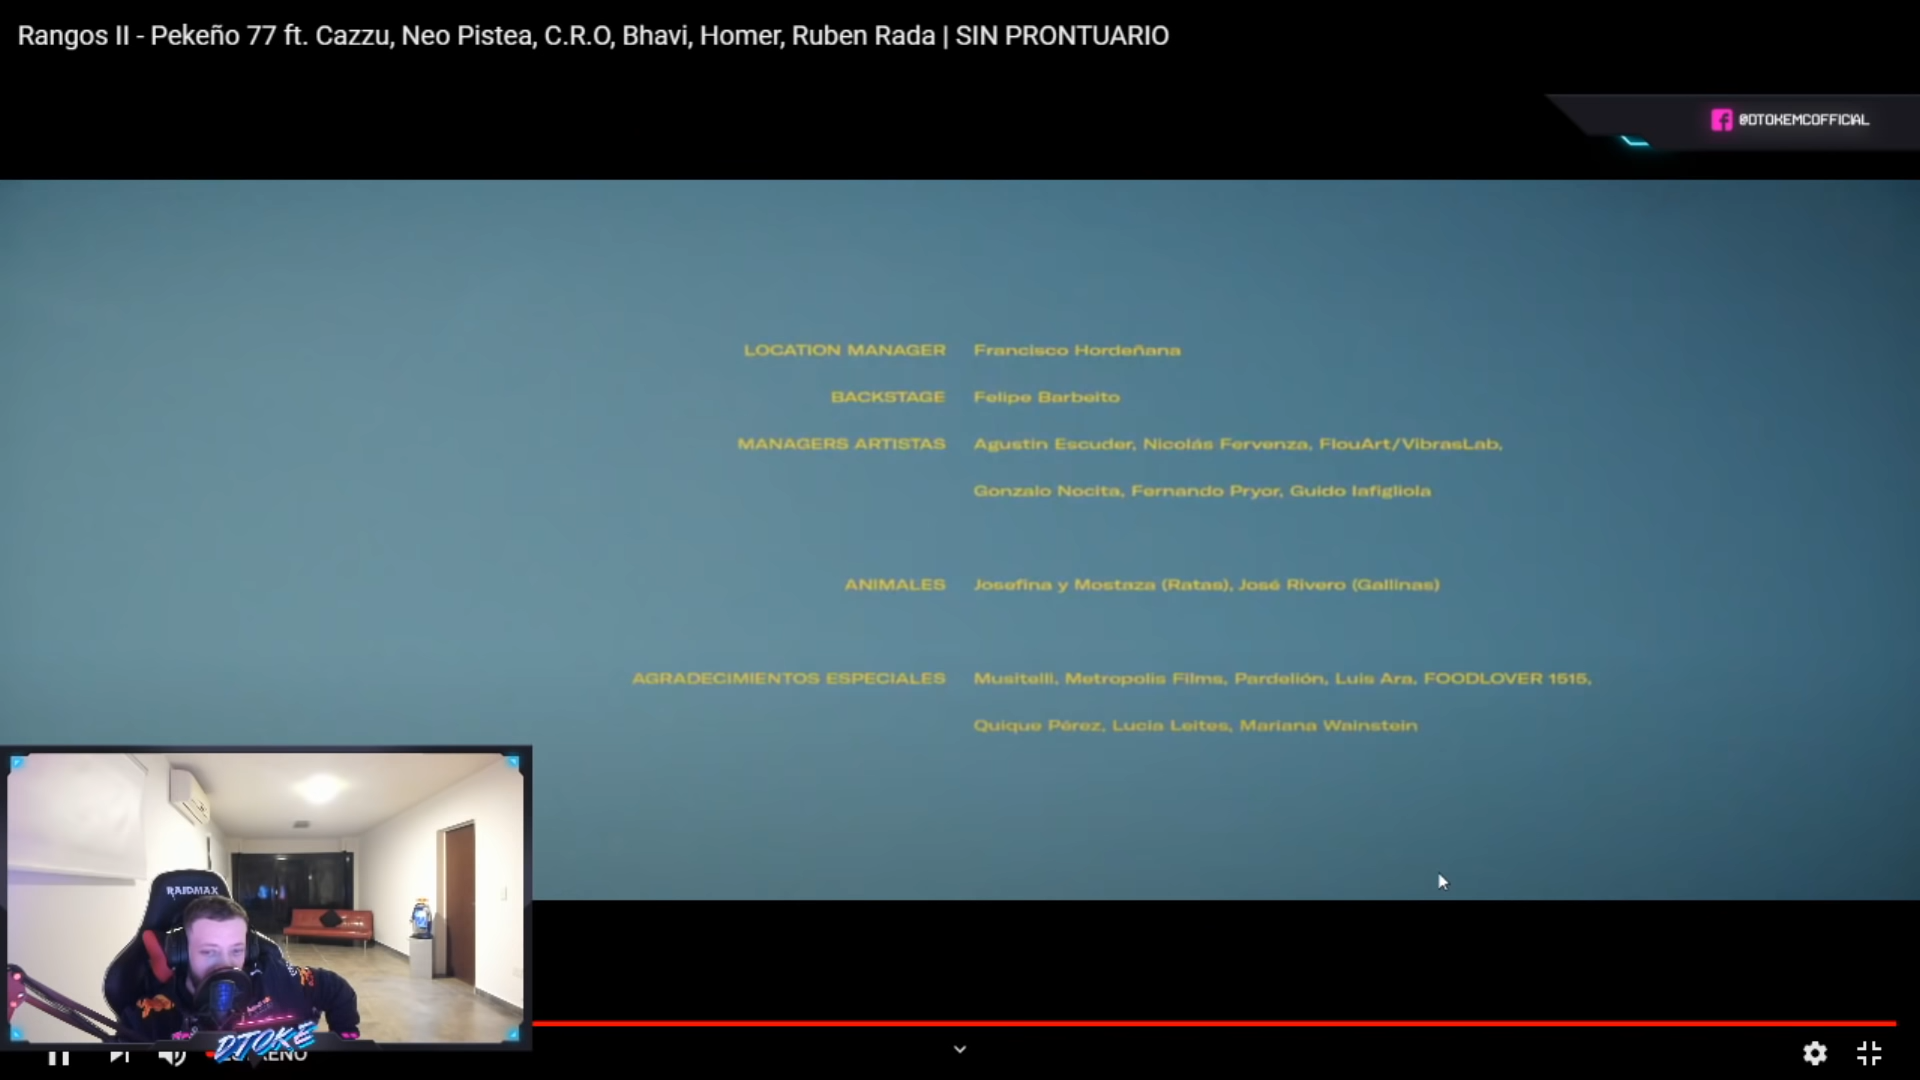 Rangos II - Pekeño 77 ft. Cazzu, Neo Pistea, C.R.O, Bhavi, Homer, Ruben Rada | SIN PRONTUARIO
@DTOKEMCOFFICIAL
LOCATION MANAGER Francisco Hordeñana
BACKSTAGE Felipe Barbeito
MANAGERS ARTISTAS Agustin Escuder, Nicolás Fervenza, FlouArt/VibrasLab,
Gonzalo Nocita, Fernando Pryor, Guido Iafigliola
ANIMALES Josefina y Mostaza (Ratas), José Rivero (Gallinas)
AGRADECIMIENTOS ESPECIALES Musitelli, Metropolis Films, Pardelión, Luis Ara, FOODLOVER 1515,
Quique Pérez, Lucia Leites, Mariana Wainstein
RAIDMAX
DTOKE